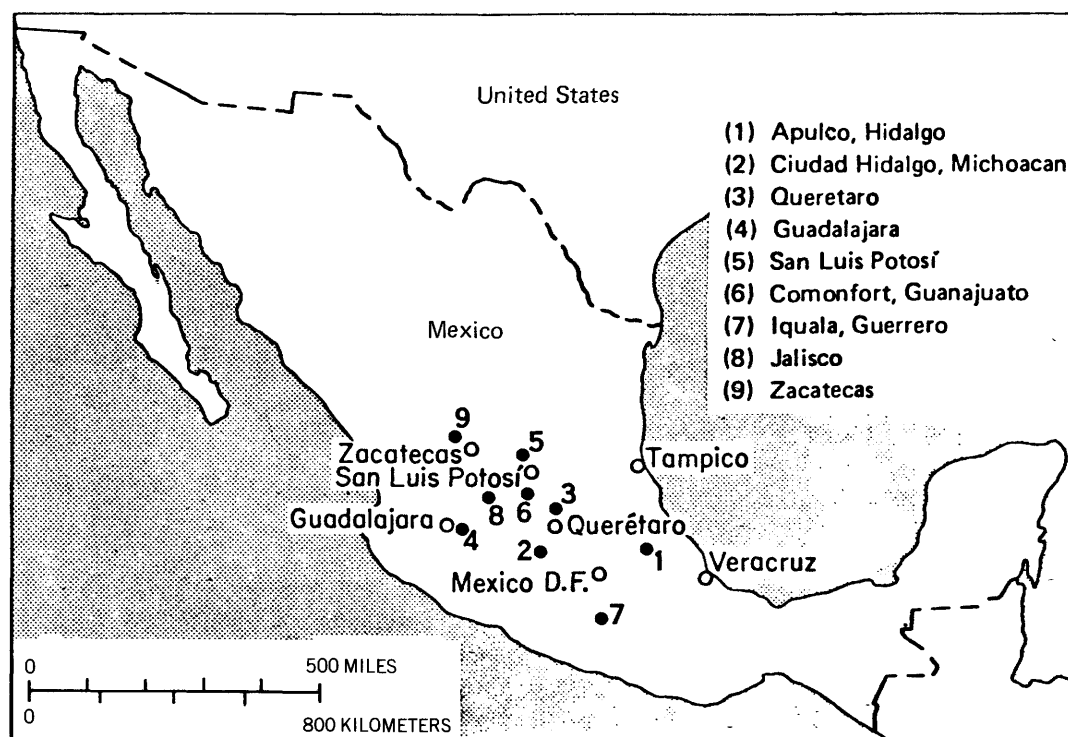 United States
(1) Apulco, Hidalgo
(2) Ciudad Hidalgo, Michoacan
(3) Queretaro
(4) Guadalajara
(5) San Luis Potosí
(6) Comonfort, Guanajuato
(7) Iquala, Guerrero
(8) Jalisco
(9) Zacatecas
Mexico
9
5
Zacatecas
San Luis Potosí
Tampico
8
6
3
Guadalajara
Querétaro
4
2
1
Mexico D.F.
Veracruz
7
0 500 MILES
0 800 KILOMETERS